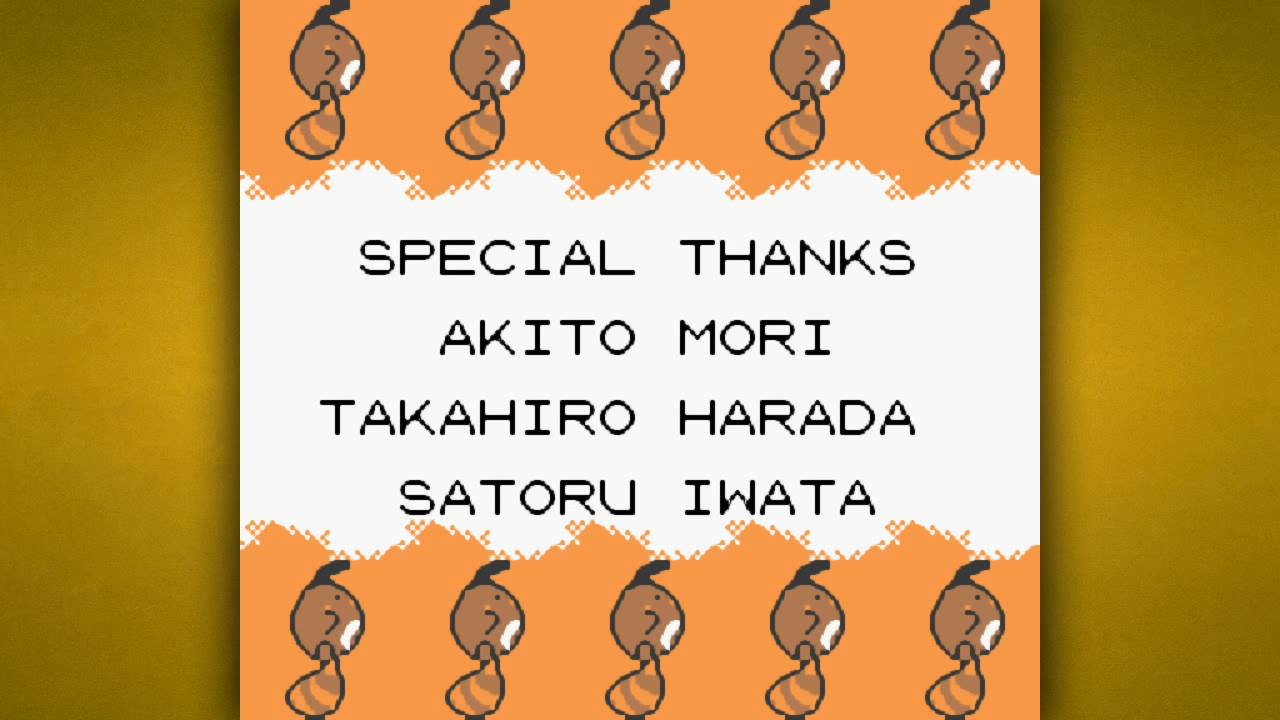 SPECIAL THANKS
AKITO MORI
TAKAHIRO HARADA
SATORU IWATA